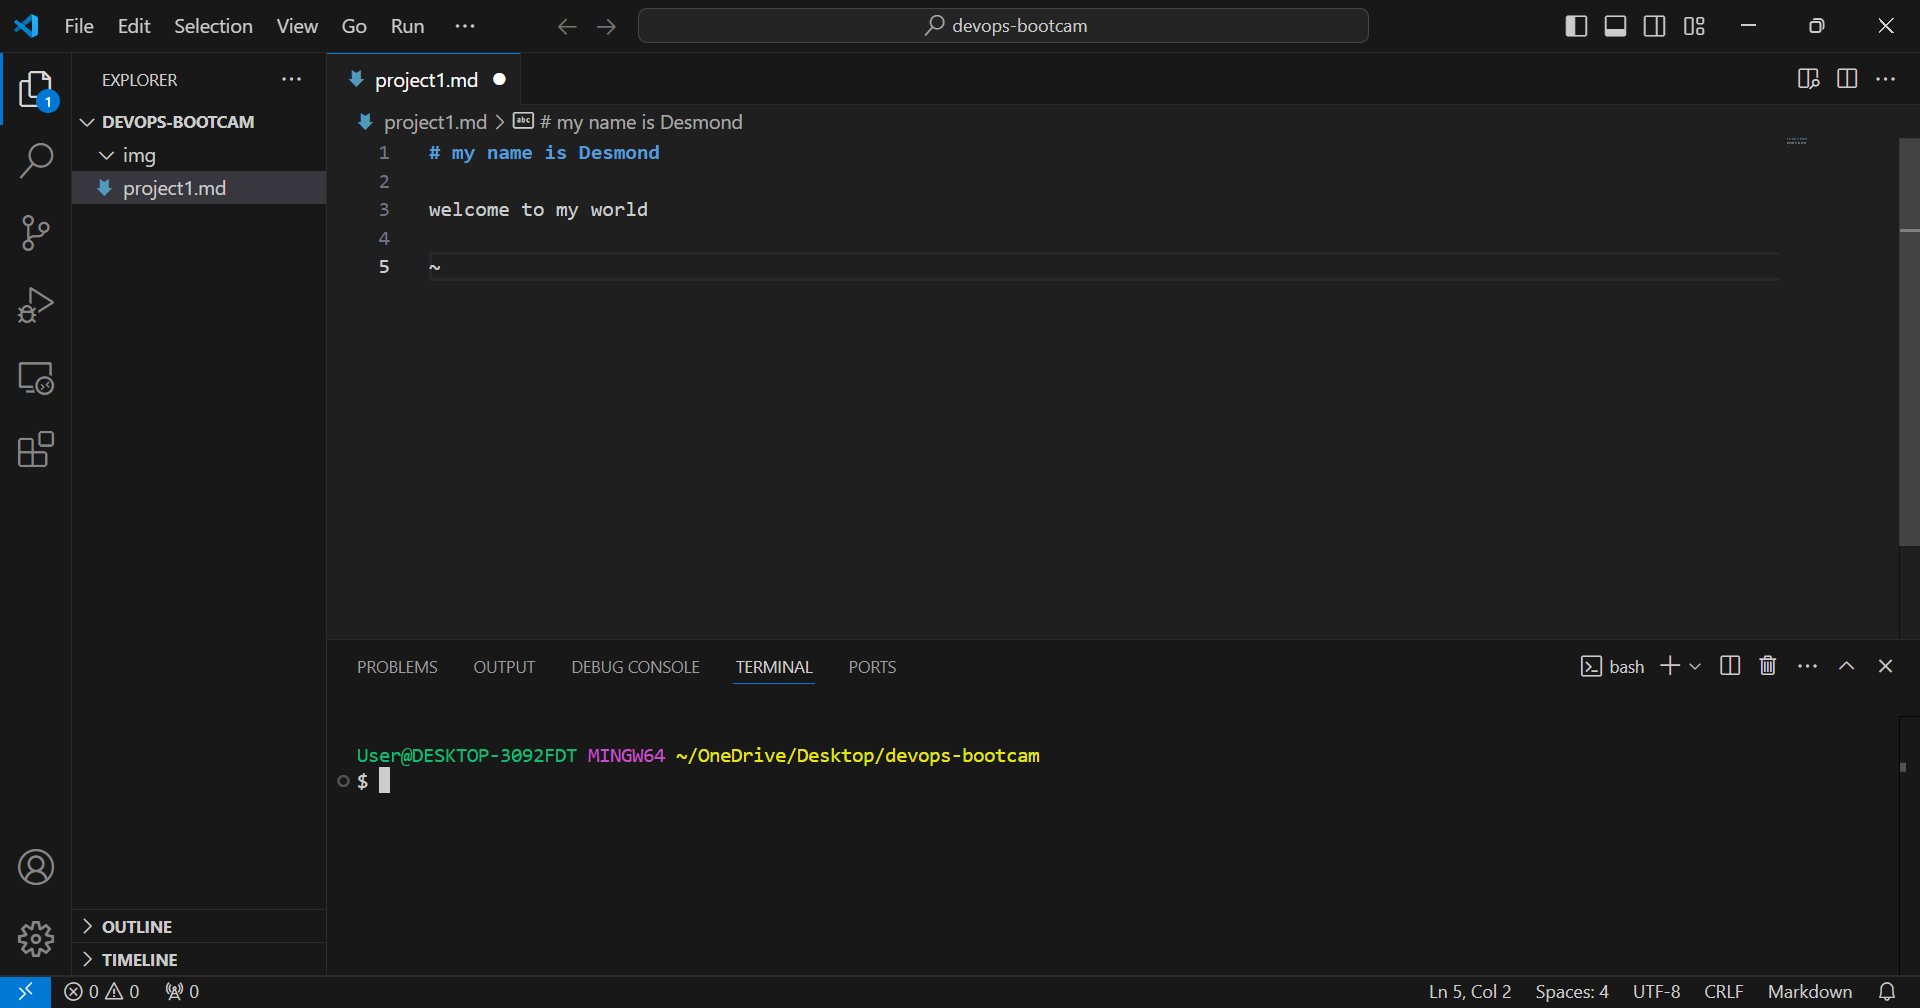 File Edit Selection View Go Run ··· devops-bootcam
EXPLORER ···
1
DEVOPS-BOOTCAM
img
project1.md
project1.md
project1.md > # my name is Desmond
1 # my name is Desmond
2
3 welcome to my world
4
5 ~
PROBLEMS OUTPUT DEBUG CONSOLE TERMINAL PORTS bash
User@DESKTOP-3092FDT MINGW64 ~/OneDrive/Desktop/devops-bootcam
$
OUTLINE
TIMELINE
0 0 0 Ln 5, Col 2 Spaces: 4 UTF-8 CRLF Markdown